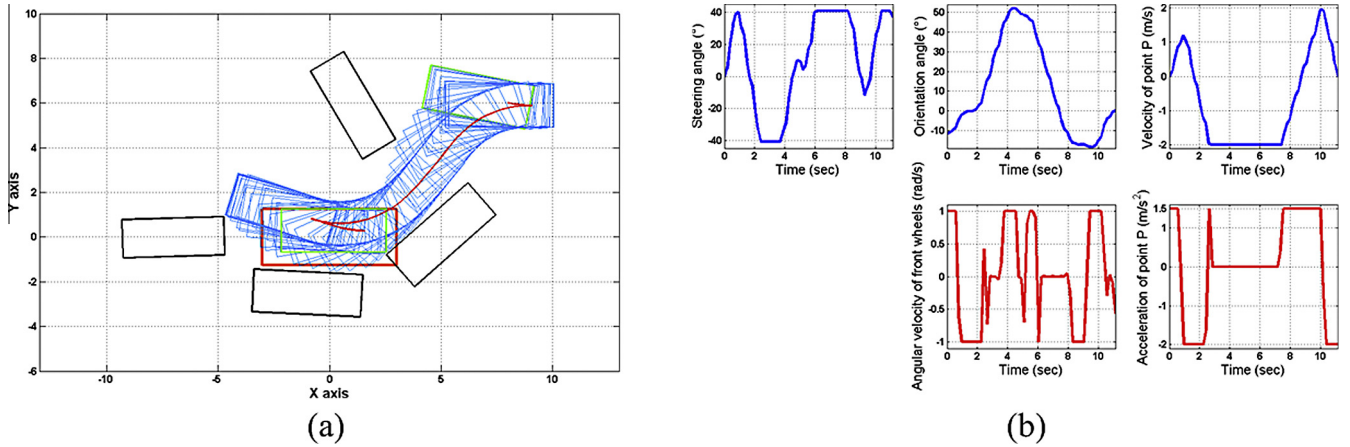 10
8
6
4
2
0
-2
-4
-6
Y axis
-10 -5 0 5 10
X axis
(a)
40
20
0
-20
-40
Steering angle (°)
0 2 4 6 8 10
Time (sec)
50
40
30
20
10
0
-10
Orientation angle (°)
0 2 4 6 8 10
Time (sec)
2
1
0
-1
-2
Velocity of point P (m/s)
0 2 4 6 8 10
Time (sec)
1
0.5
0
-0.5
-1
Angular velocity of front wheels (rad/s)
0 2 4 6 8 10
Time (sec)
1.5
1
0
-1
-2
Acceleration of point P (m/s²)
0 2 4 6 8 10
Time (sec)
(b)